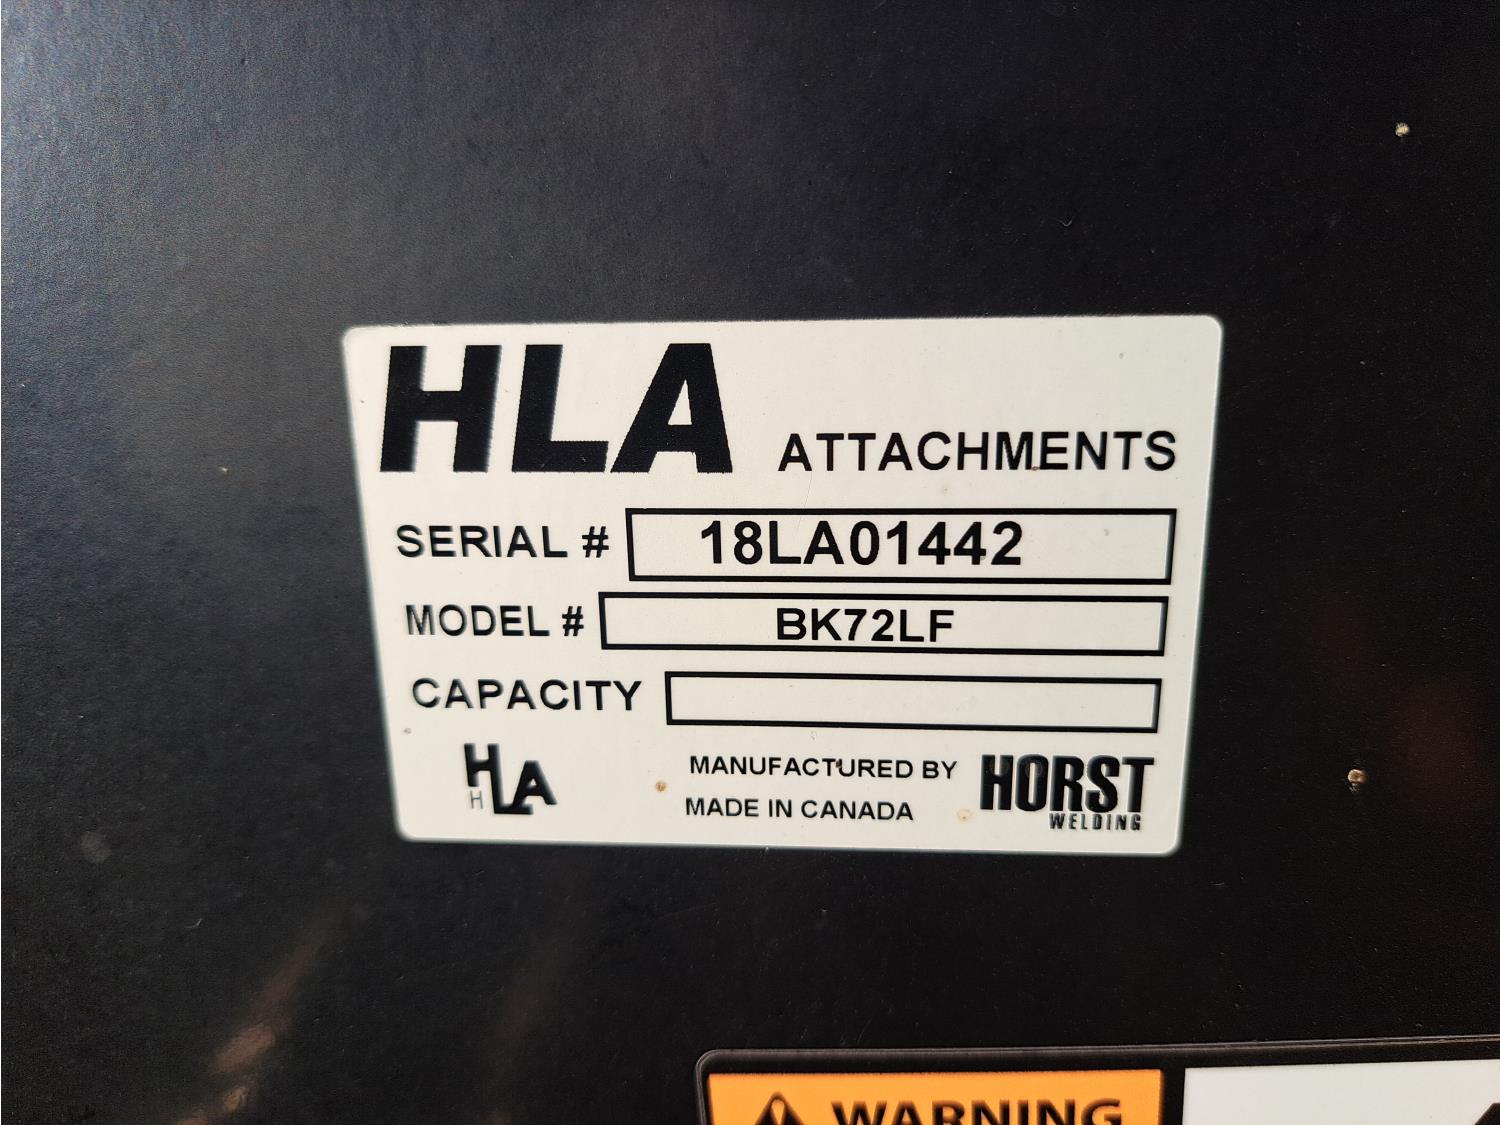 HLA ATTACHMENTS
SERIAL # 18LA01442
MODEL # BK72LF
CAPACITY
HLA
H
MANUFACTURED BY
MADE IN CANADA
HORST
WELDING
WARNING